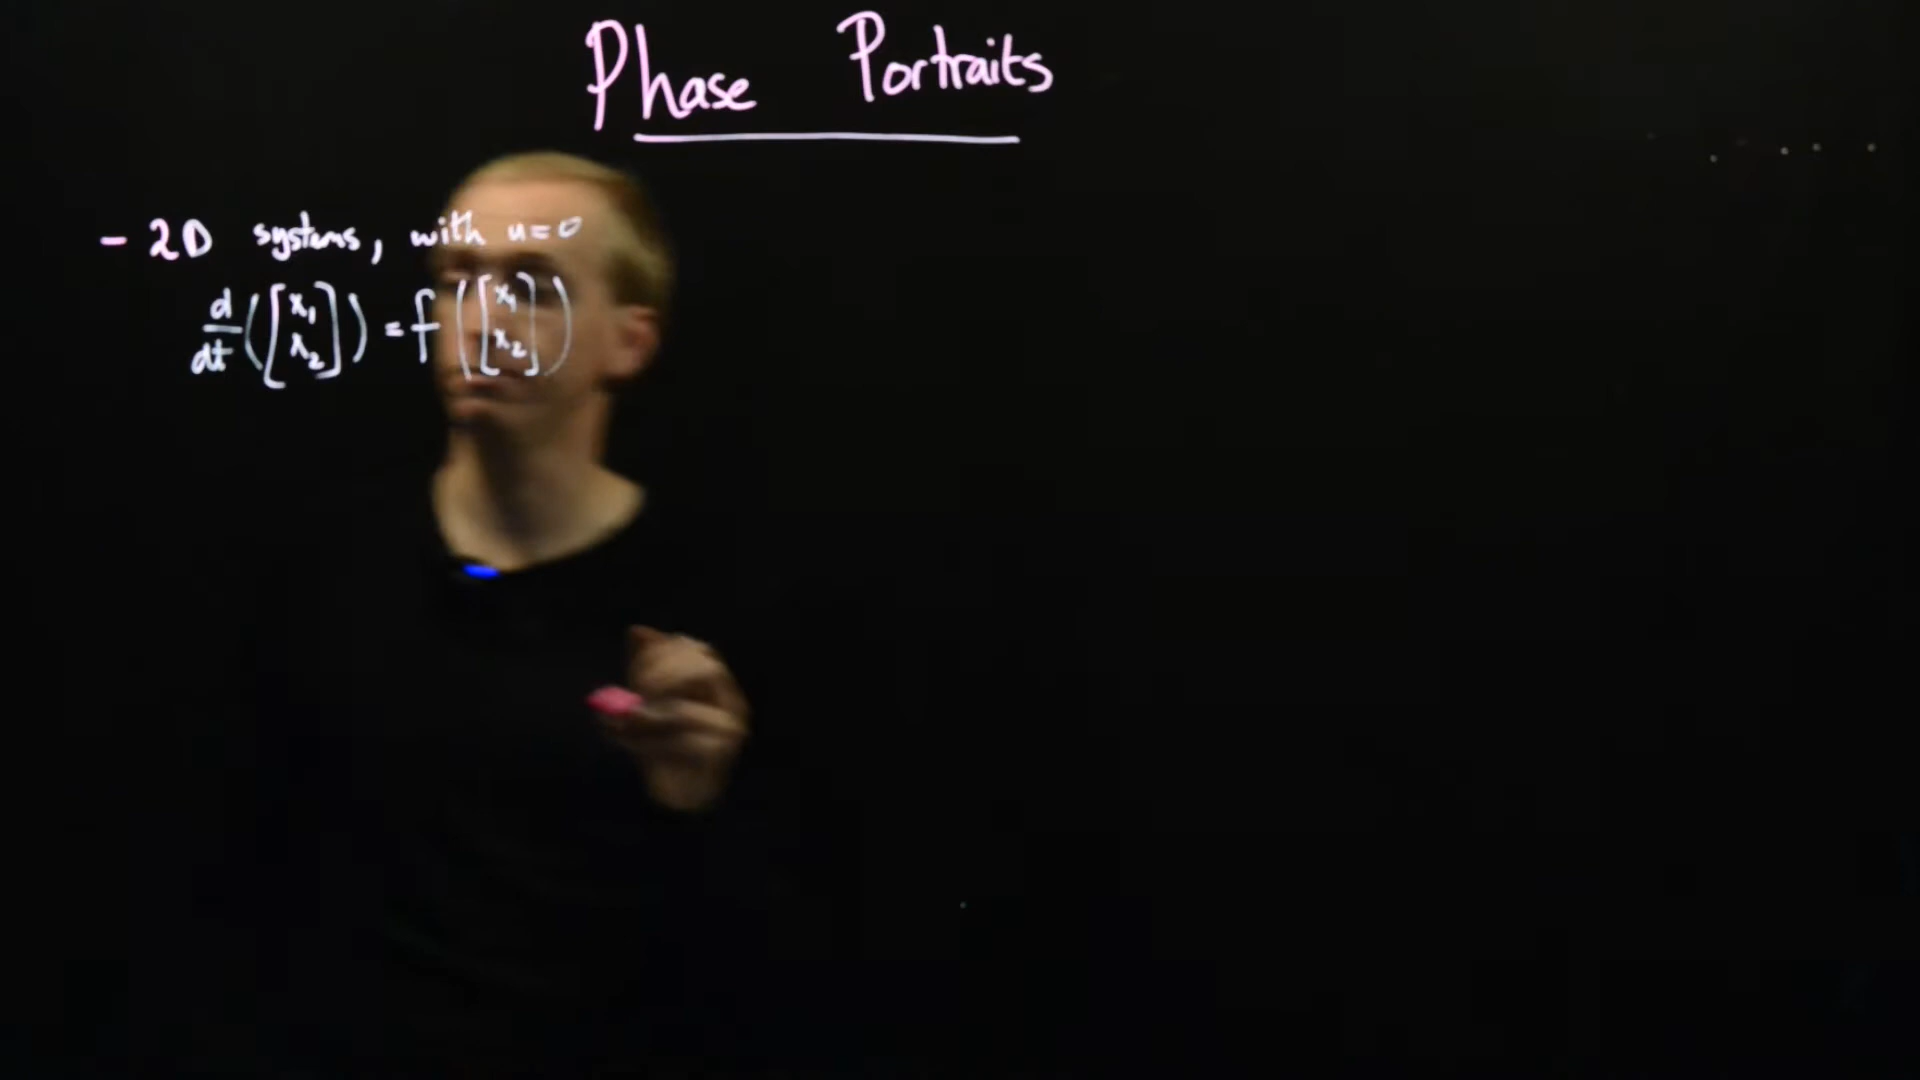 Phase Portraits
- 2D systems, with u=0
d/dt([x₁ x₂]) = f([x₁ x₂])